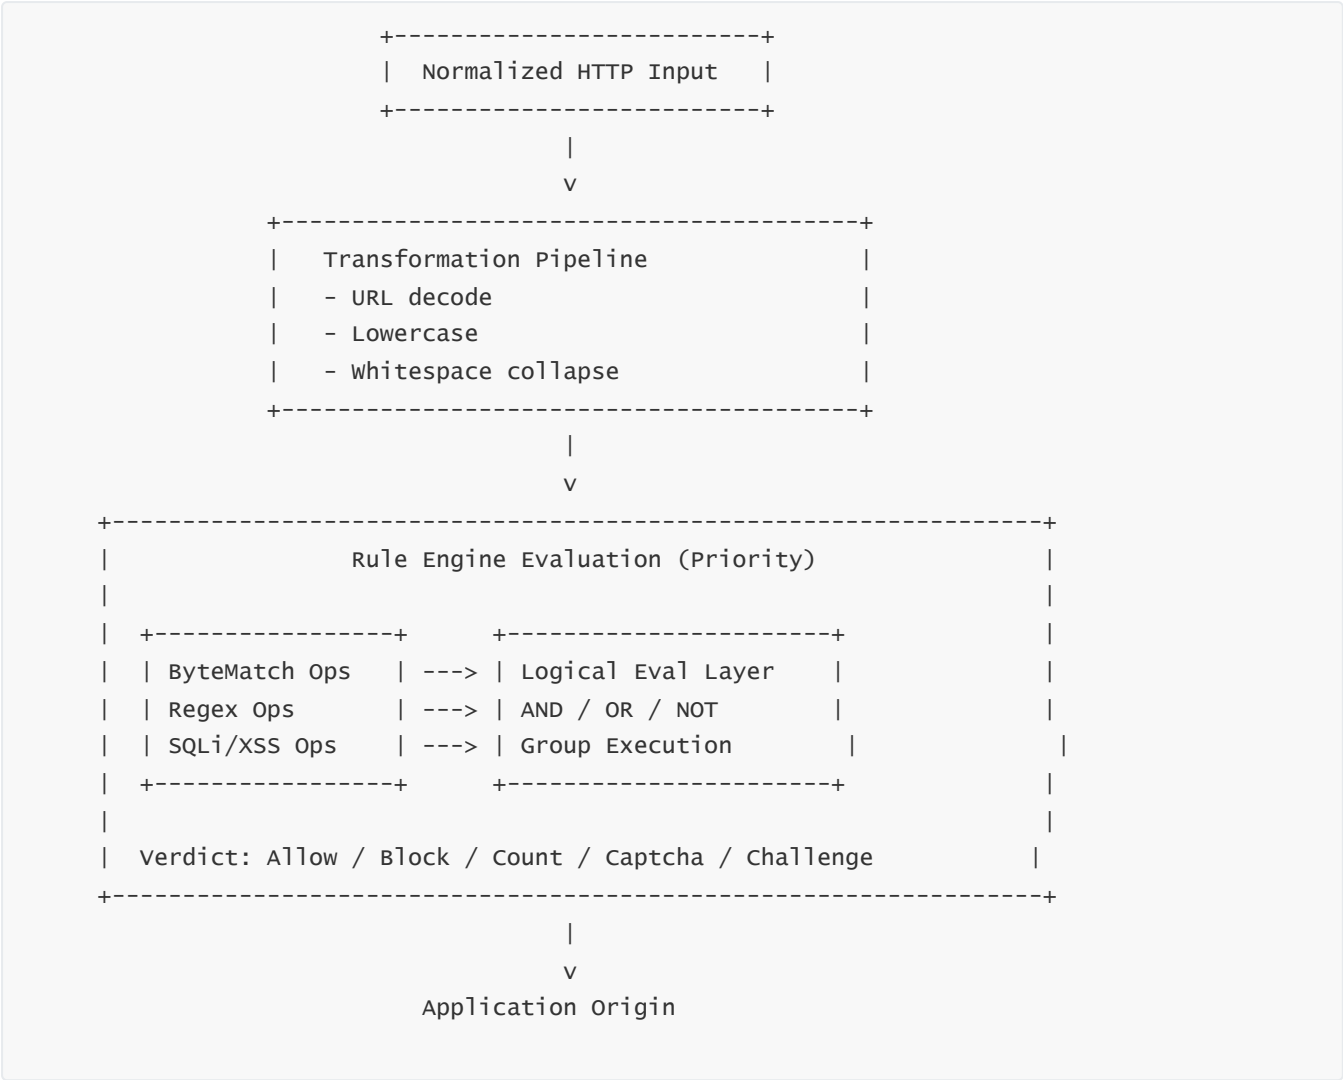 +--------------------------+
                    |  Normalized HTTP Input   |
                    +--------------------------+
                                 |
                                 v
            +-----------------------------------------+
            |   Transformation Pipeline               |
            |   - URL decode                          |
            |   - Lowercase                           |
            |   - Whitespace collapse                 |
            +-----------------------------------------+
                                 |
                                 v
+------------------------------------------------------------------+
|                 Rule Engine Evaluation (Priority)                |
|                                                                  |
|  +-----------------+      +-----------------------+              |
|  | ByteMatch Ops   | ---> | Logical Eval Layer    |              |
|  | Regex Ops       | ---> | AND / OR / NOT        |              |
|  | SQLi/XSS Ops    | ---> | Group Execution        |              |
|  +-----------------+      +-----------------------+              |
|                                                                  |
|  Verdict: Allow / Block / Count / Captcha / Challenge           |
+------------------------------------------------------------------+
                                 |
                                 v
                       Application Origin